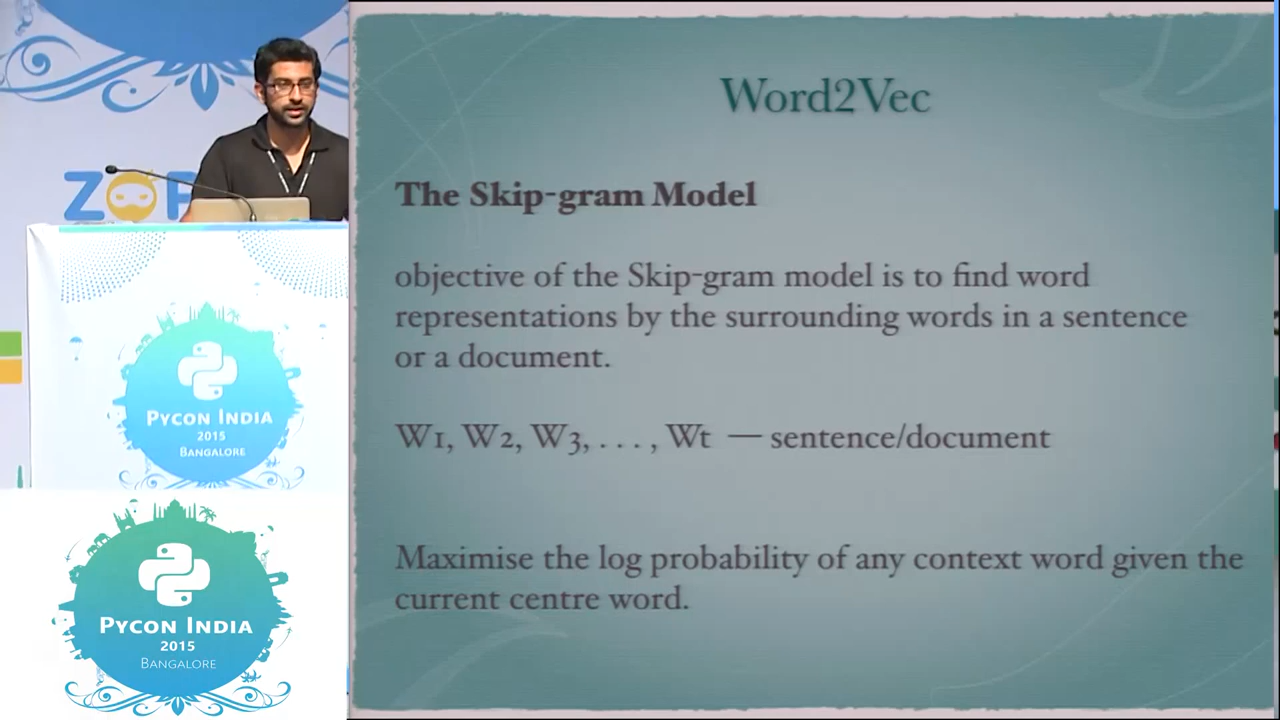 Word2Vec
The Skip-gram Model
objective of the Skip-gram model is to find word
representations by the surrounding words in a sentence
or a document.
W1, W2, W3, . . . , Wt — sentence/document
Maximise the log probability of any context word given the
current centre word.
PYCON INDIA
2015
BANGALORE
PYCON INDIA
2015
BANGALORE